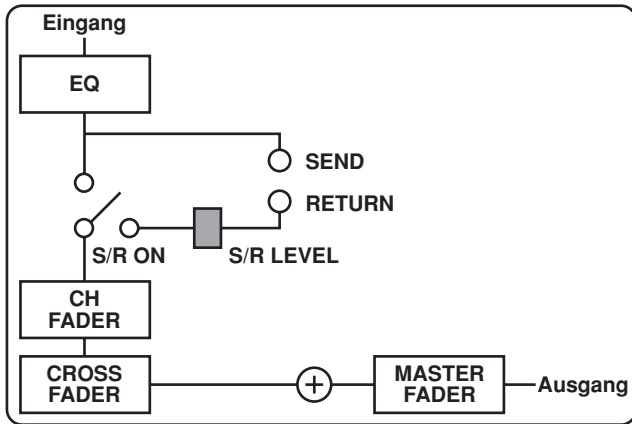 Eingang
EQ
SEND
RETURN
S/R ON
S/R LEVEL
CH
FADER
CROSS
FADER
+
MASTER
FADER
Ausgang